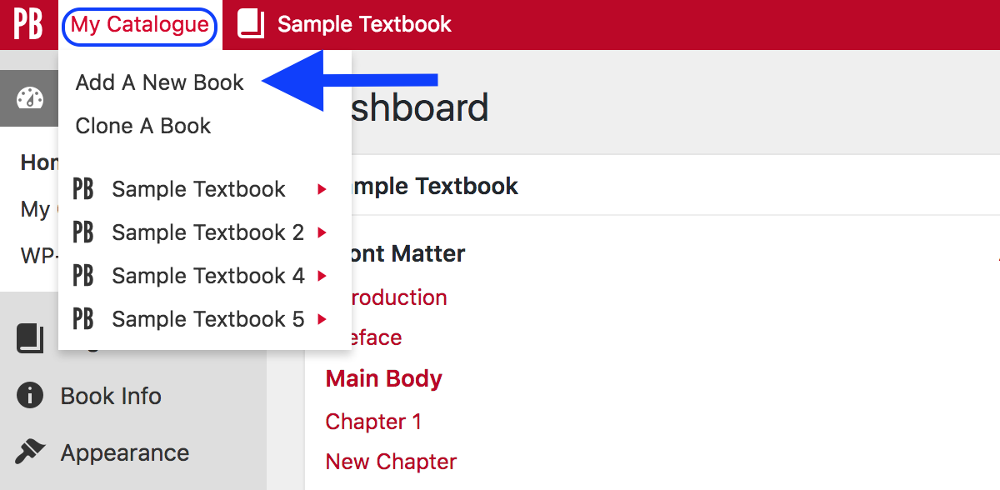 PB My Catalogue Sample Textbook
Add A New Book
shboard
Clone A Book
Hom
PB Sample Textbook
mple Textbook
My
PB Sample Textbook 2
WP-
ont Matter
PB Sample Textbook 4
roduction
PB Sample Textbook 5
eface
Main Body
Book Info
Chapter 1
Appearance
New Chapter